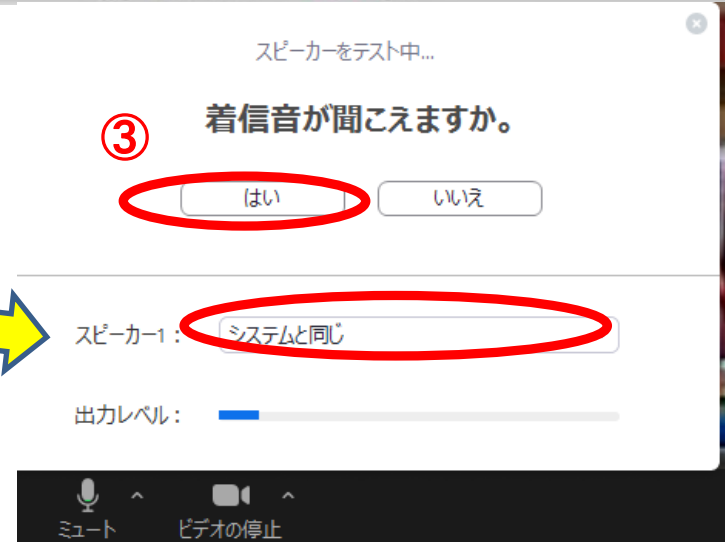 スピーカーをテスト中...
着信音が聞こえますか。
③
はい
いいえ
スピーカー1：
システムと同じ
出力レベル：
ミュート
ビデオの停止